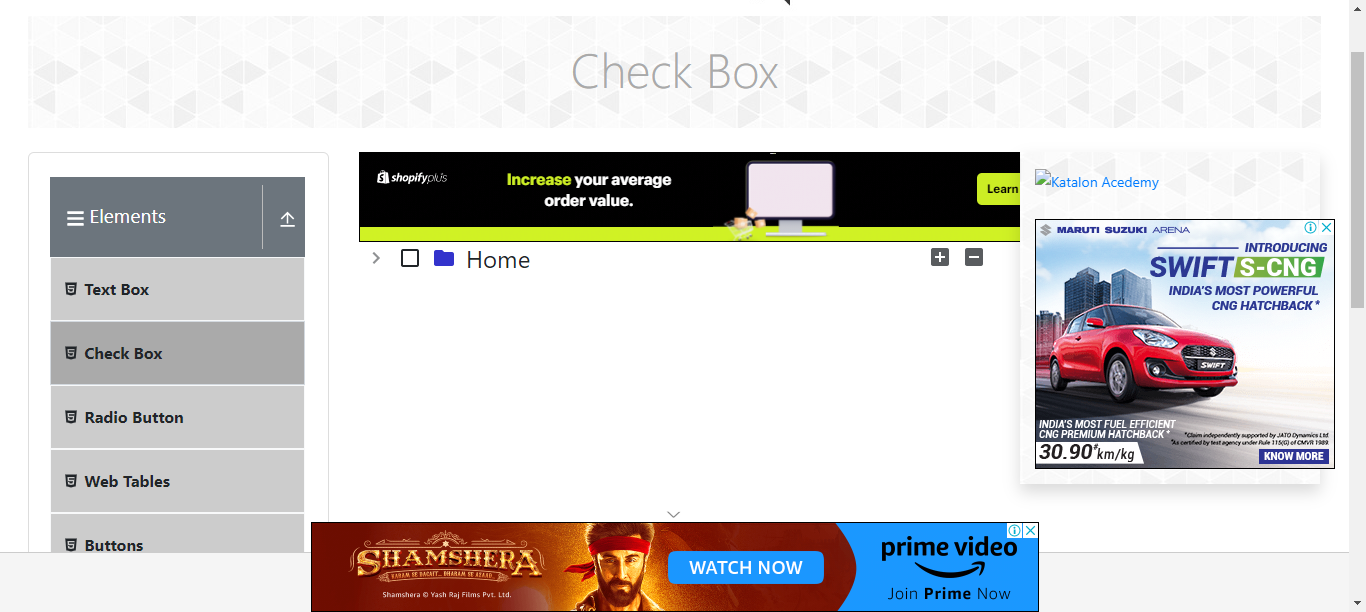 Check Box
Elements
Text Box
Check Box
Radio Button
Web Tables
Buttons
shopifyplus
Increase your average
order value.
Learn
Home
Katalon Acedemy
MARUTI SUZUKI ARENA
INTRODUCING
SWIFT S-CNG
INDIA'S MOST POWERFUL
CNG HATCHBACK*
SWIFT
INDIA'S MOST FUEL EFFICIENT
CNG PREMIUM HATCHBACK*
30.90#km/kg
*Claim independently supported by JATO Dynamics Ltd.
#As certified by test agency under Rule 115(G) of CMVR 1989.
KNOW MORE
SHAMSHERA
KARAM SE DACAIT... DHARAM SE AZAAD...
Shamshera © Yash Raj Films Pvt. Ltd.
WATCH NOW
prime video
Join Prime Now